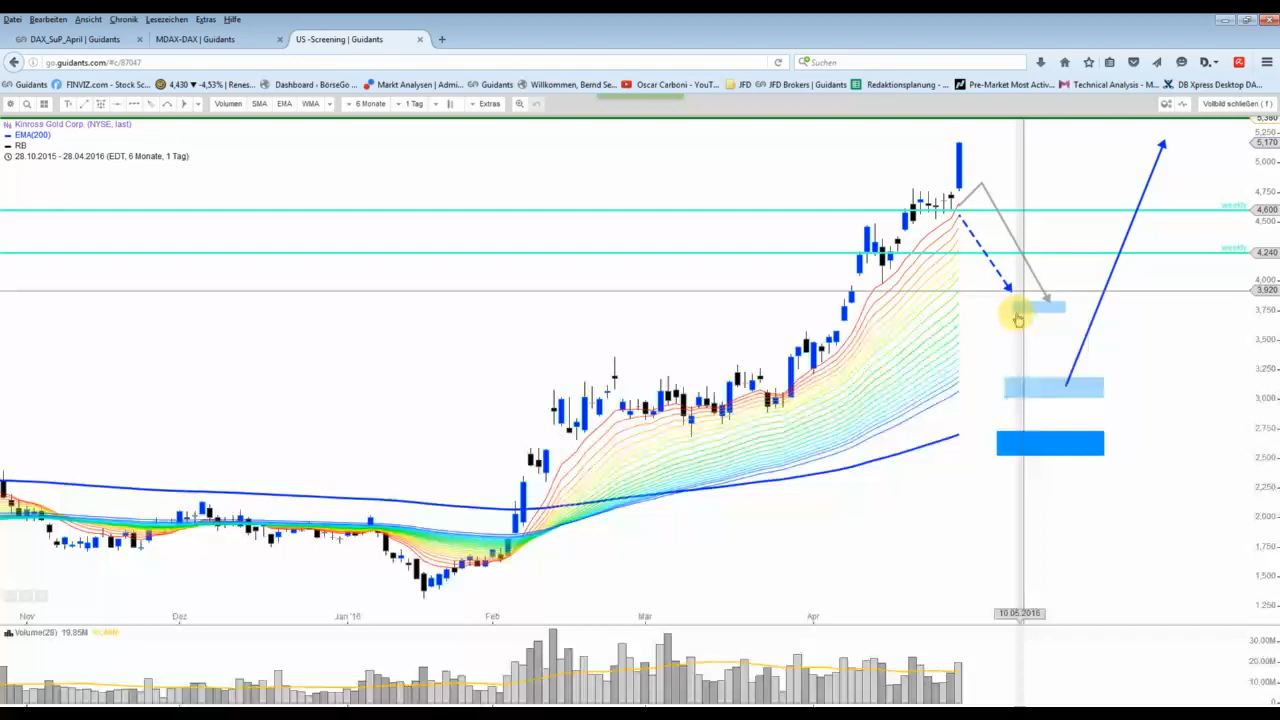 Datei Bearbeiten Ansicht Chronik Lesezeichen Extras Hilfe
DAX_SuP_April | Guidants × MDAX-DAX | Guidants × US -Screening | Guidants × +
go.guidants.com/#c/87047 Suchen
Guidants FINVIZ.com - Stock Sc... 4,430 ▼ -4,53% | Renes... Dashboard - BörseGo ... Markt Analysen | Admi... Guidants Willkommen, Bernd Se... Oscar Carboni - YouT... JFD JFD Brokers | Guidants Redaktionsplanung - ... Pre-Market Most Activ... Technical Analysis - M... DB Xpress Desktop DA...
Volumen SMA EMA WMA 6 Monate 1 Tag Extras Vollbild schließen ( f )
Kinross Gold Corp. (NYSE, last)
EMA(200)
RB
28.10.2015 - 28.04.2016 (EDT, 6 Monate, 1 Tag)
5,380
5,250
5,170
5,000
4,750
weekly 4,600
4,500
weekly 4,240
4,000
3,920
3,750
3,500
3,250
3,000
2,750
2,500
2,250
2,000
1,750
1,500
1,250
Nov Dez Jan '16 Feb Mär Apr 10.05.2016
Volume(28) 19.85M
30.00M
20.00M
10.00M
0